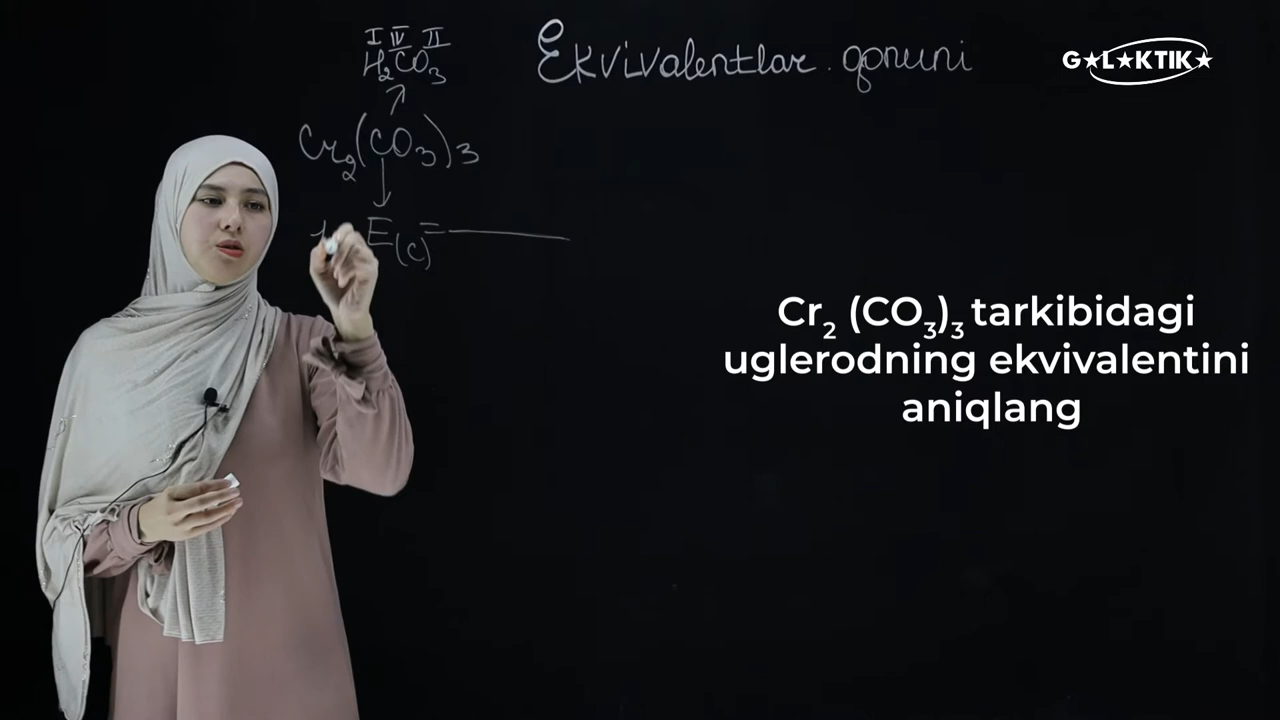 I IV II
H₂CO₃
Ekvivalentlar qonuni
G★L★KTIK★
Cr₂(CO₃)₃
E(C) =
Cr₂ (CO₃)₃ tarkibidagi
uglerodning ekvivalentini
aniqlang